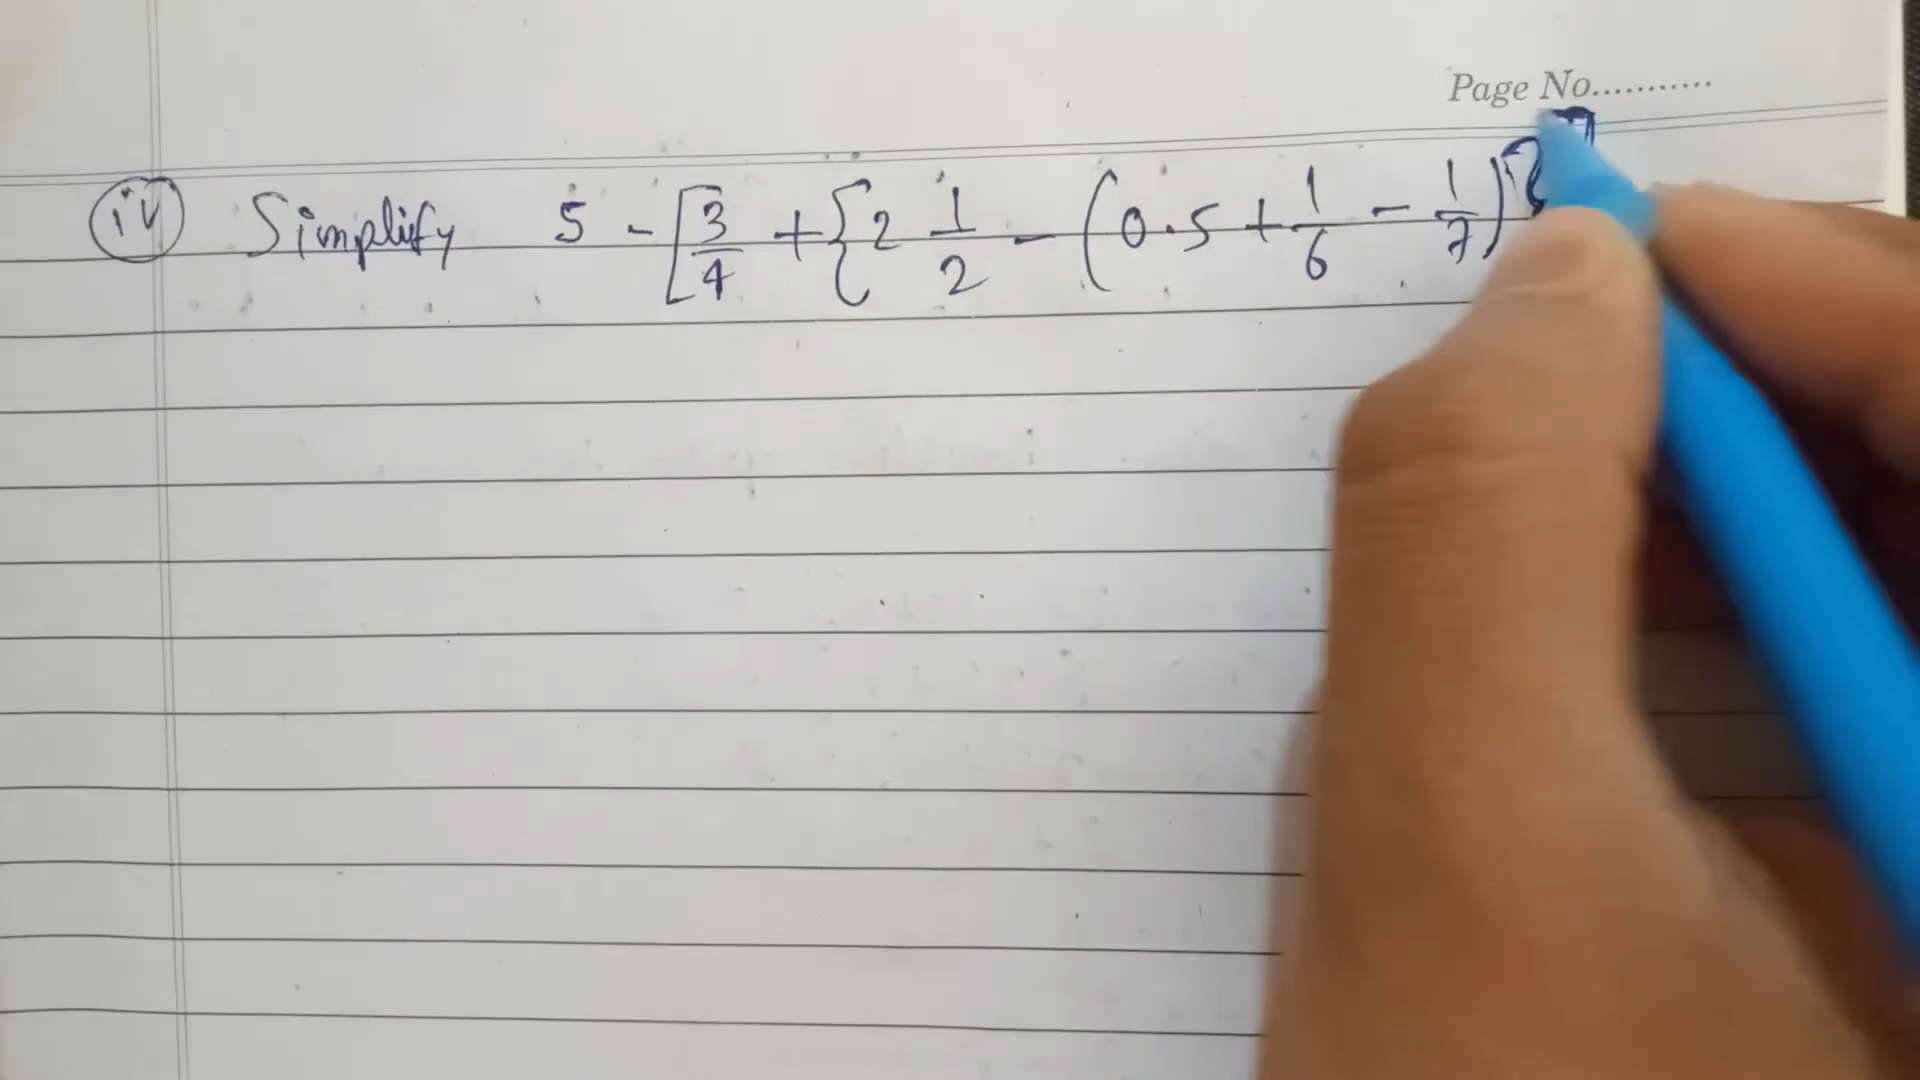 Page No...........
(iv) Simplify 5 - [3/4 + {2 1/2 - (0.5 + 1/6 - 1/7)}]